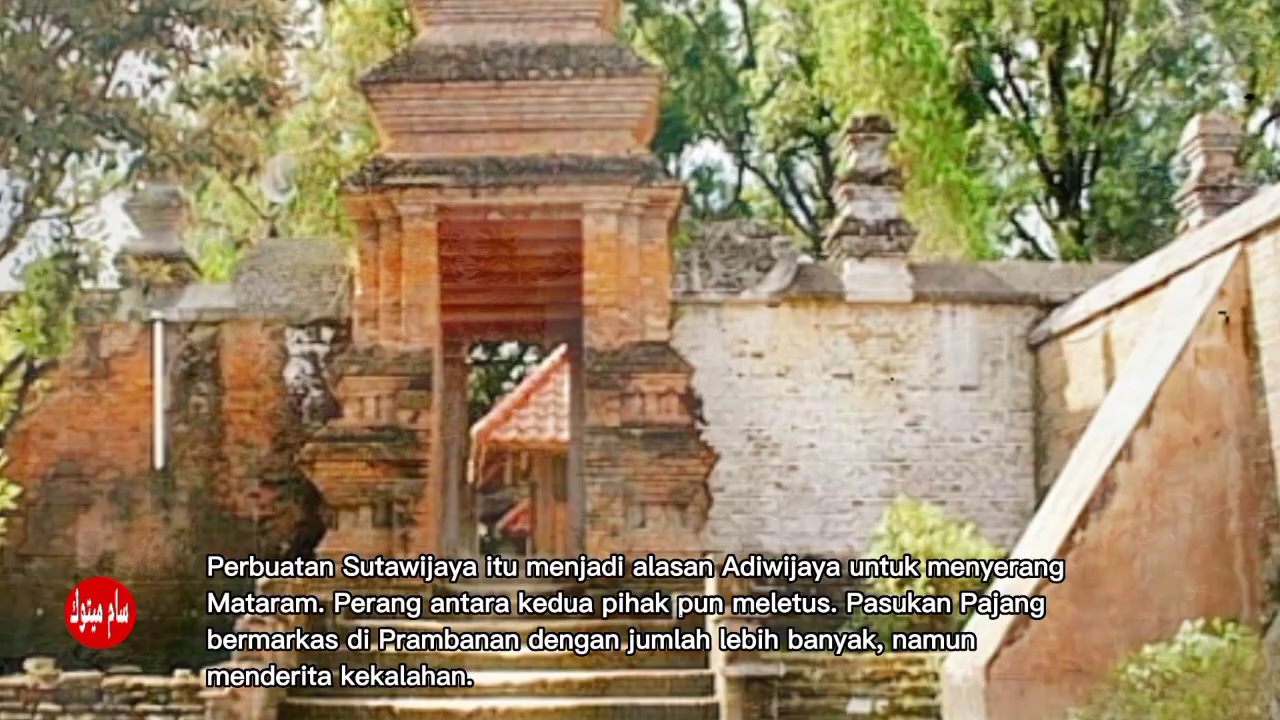 Perbuatan Sutawijaya itu menjadi alasan Adiwijaya untuk menyerang
Mataram. Perang antara kedua pihak pun meletus. Pasukan Pajang
bermarkas di Prambanan dengan jumlah lebih banyak, namun
menderita kekalahan.
سام ميتوك